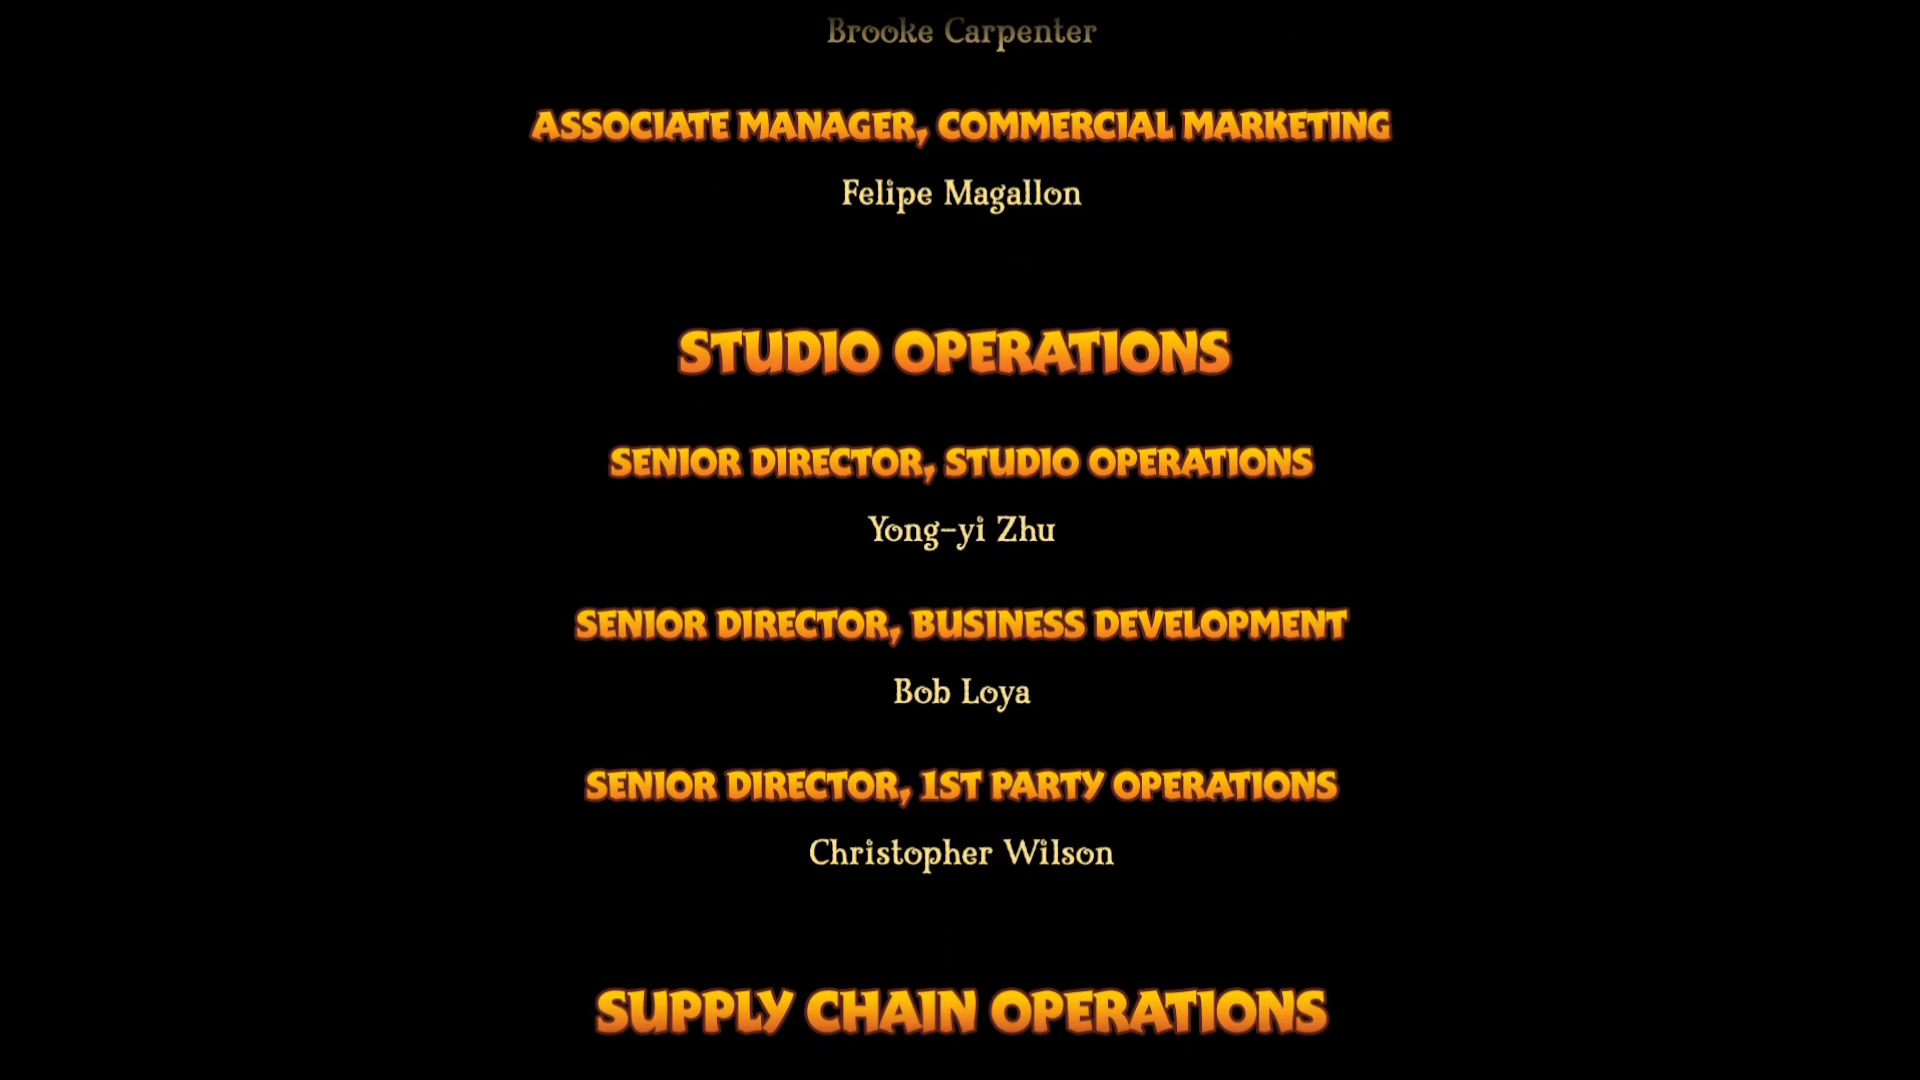 Brooke Carpenter
ASSOCIATE MANAGER, COMMERCIAL MARKETING
Felipe Magallon
STUDIO OPERATIONS
SENIOR DIRECTOR, STUDIO OPERATIONS
Yong-yi Zhu
SENIOR DIRECTOR, BUSINESS DEVELOPMENT
Bob Loya
SENIOR DIRECTOR, 1ST PARTY OPERATIONS
Christopher Wilson
SUPPLY CHAIN OPERATIONS